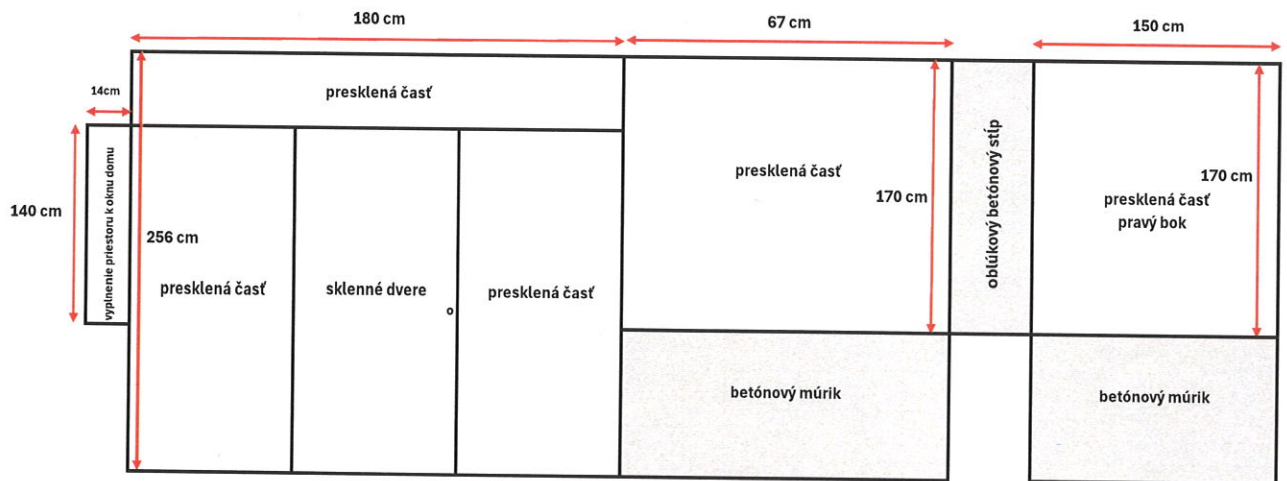 180 cm
67 cm
150 cm
14cm
presklená časť
140 cm
vyplnenie priestoru k oknu domu
256 cm
presklená časť
sklenné dvere
presklená časť
presklená časť
170 cm
oblúkový betónový stĺp
170 cm
presklená časť
pravý bok
betónový múrik
betónový múrik